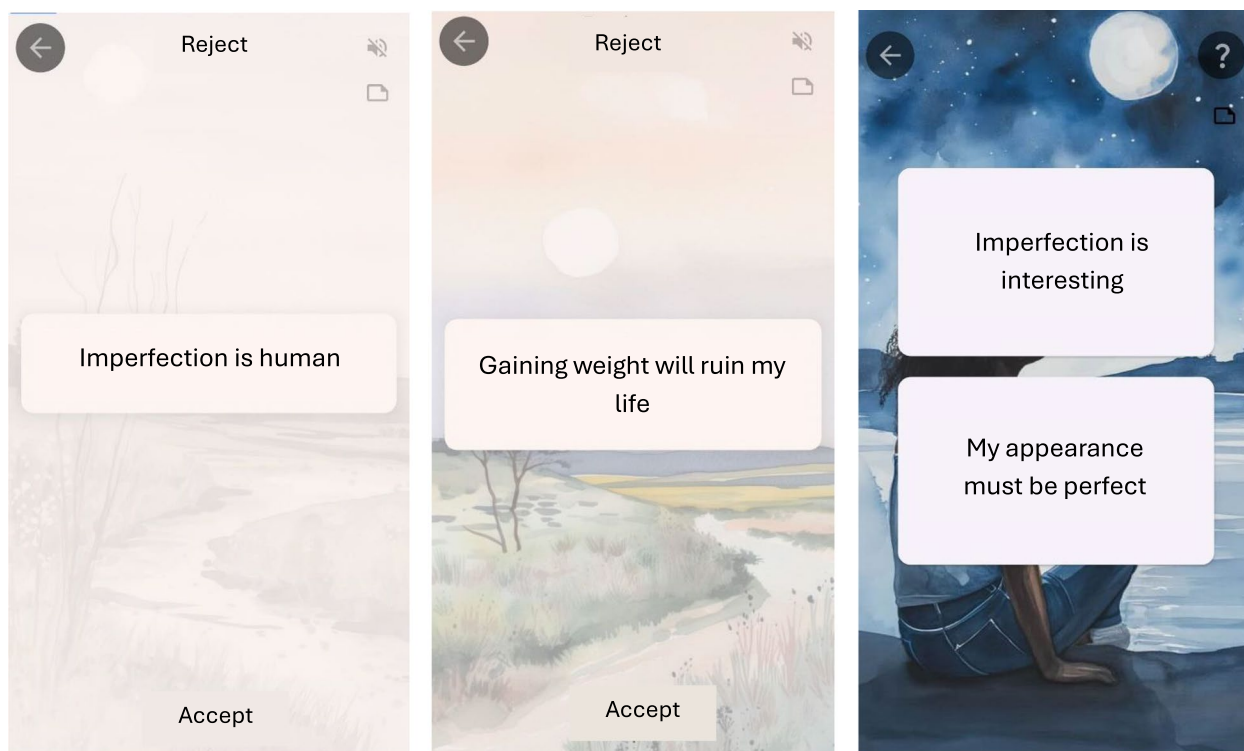 Reject
Imperfection is human
Accept
Reject
Gaining weight will ruin my
life
Accept
?
Imperfection is
interesting
My appearance
must be perfect